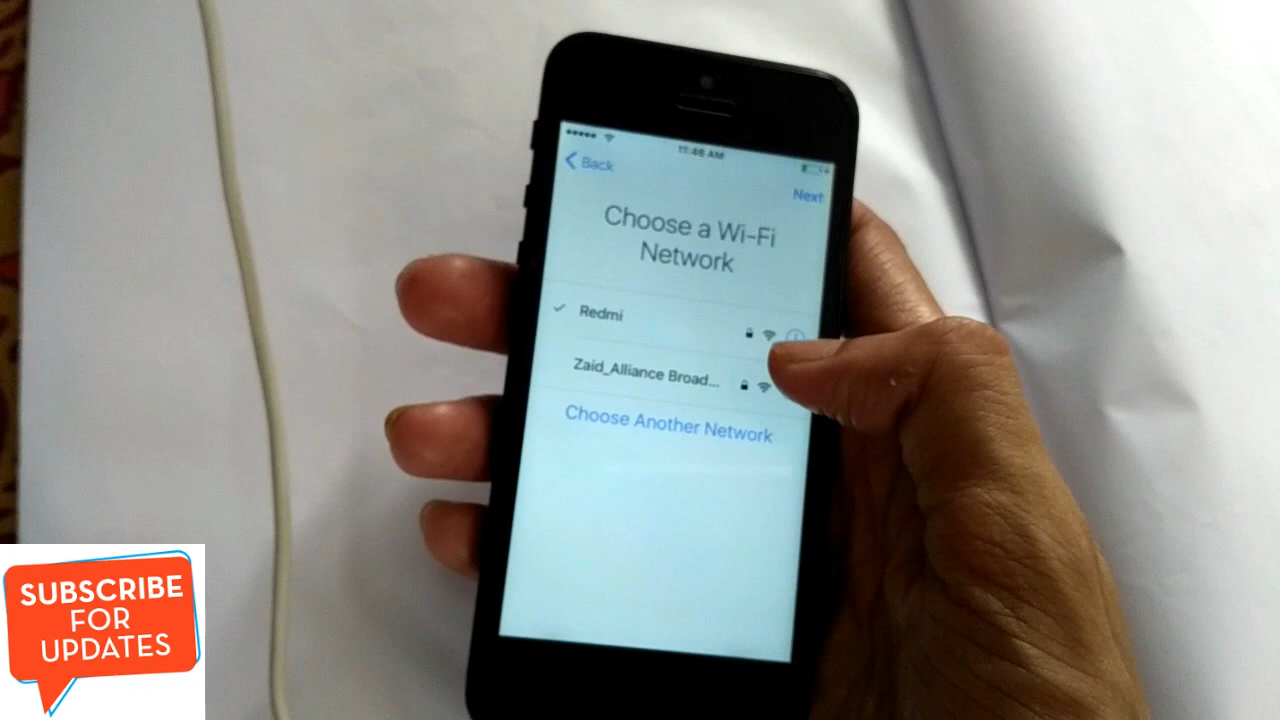 11:46 AM
Back
Next
Choose a Wi-Fi
Network
Redmi
Zaid_Alliance Broad...
Choose Another Network
SUBSCRIBE
FOR
UPDATES